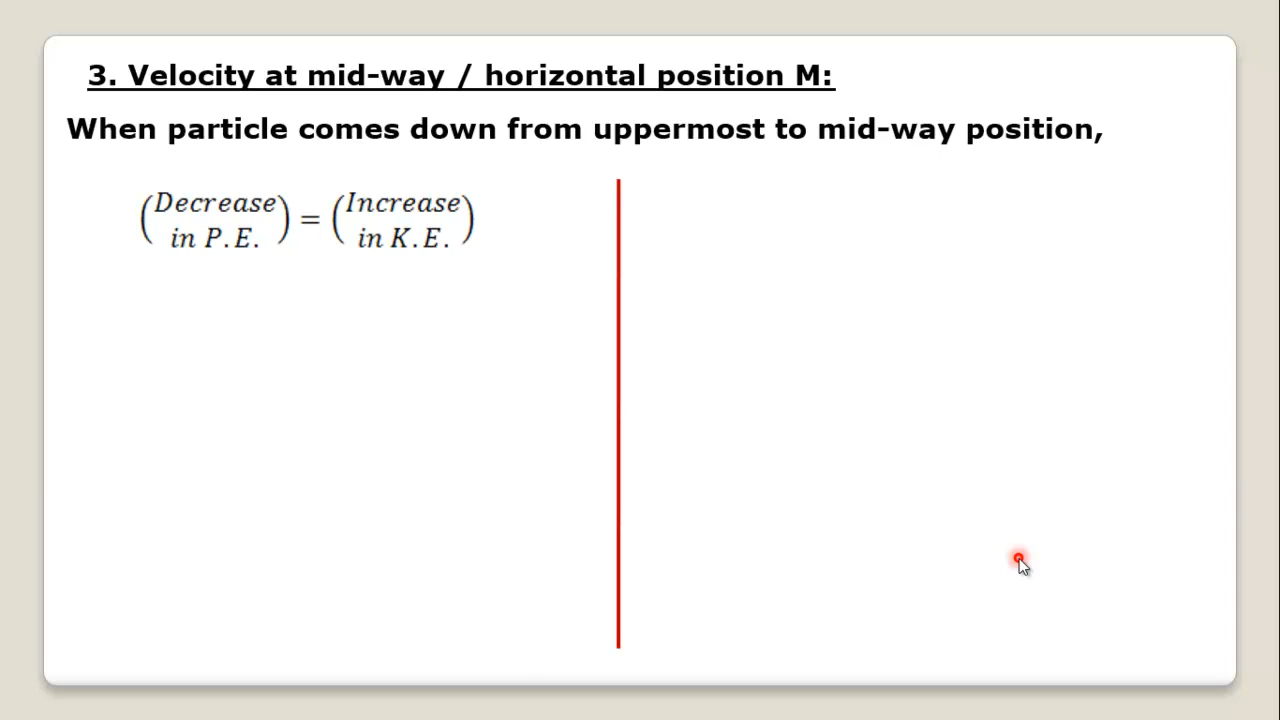 3. Velocity at mid-way / horizontal position M:
When particle comes down from uppermost to mid-way position,
(Decrease in P.E.) = (Increase in K.E.)